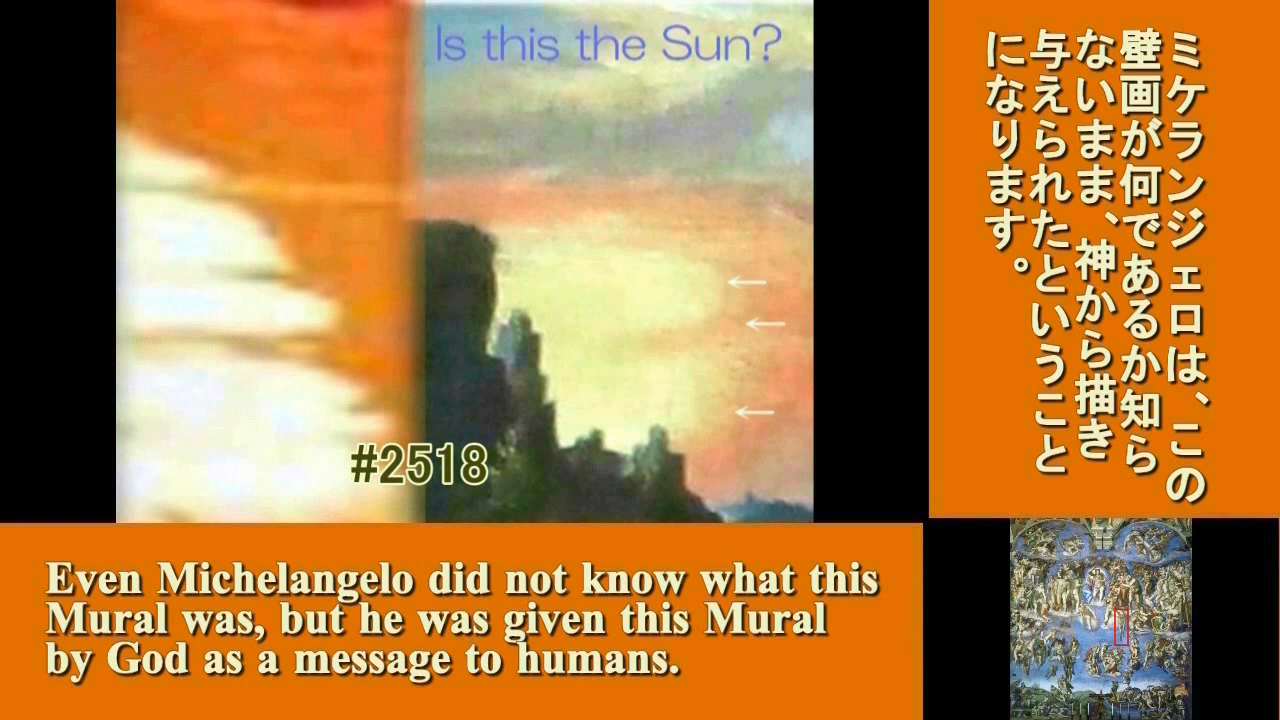 Is this the Sun?
#2518
ミケランジェロは、この
壁画が何であるか知ら
ないまま、神から描き
与えられたということ
になります。
Even Michelangelo did not know what this
Mural was, but he was given this Mural
by God as a message to humans.